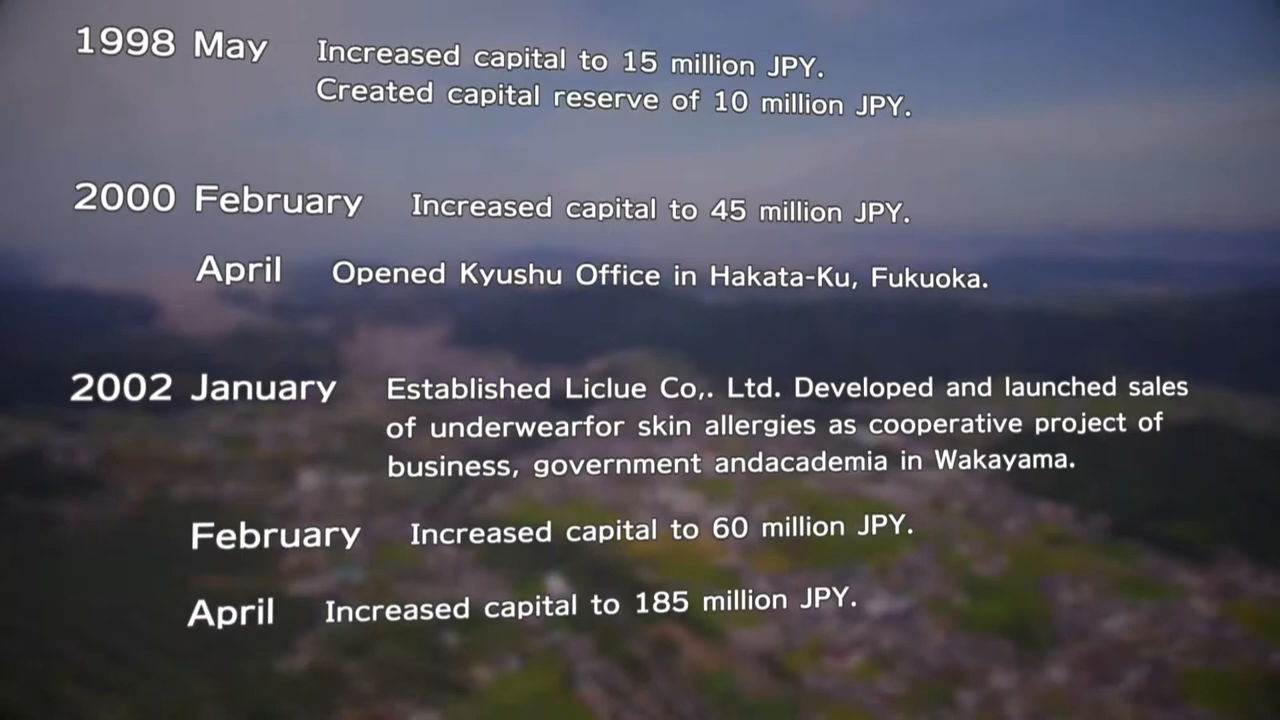 1998 May Increased capital to 15 million JPY.
Created capital reserve of 10 million JPY.
2000 February Increased capital to 45 million JPY.
April Opened Kyushu Office in Hakata-Ku, Fukuoka.
2002 January Established Liclue Co,. Ltd. Developed and launched sales
of underwearfor skin allergies as cooperative project of
business, government andacademia in Wakayama.
February Increased capital to 60 million JPY.
April Increased capital to 185 million JPY.